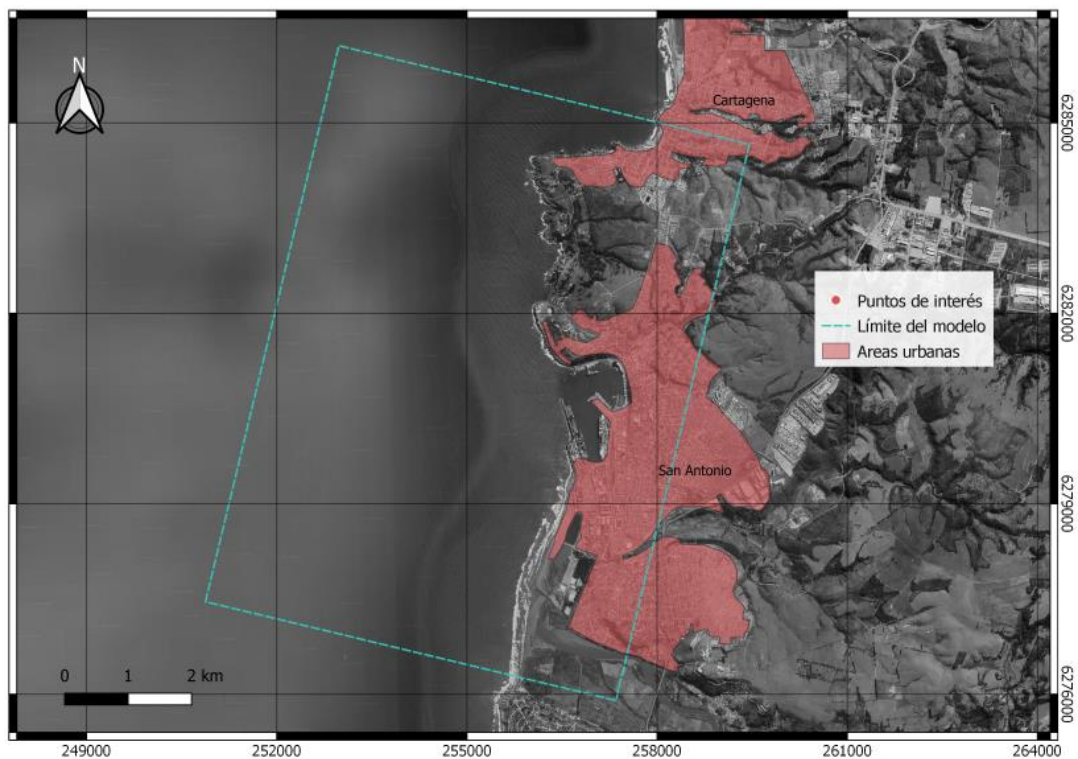 N
Cartagena
6285000
Puntos de interés
6282000
Límite del modelo
Areas urbanas
San Antonio
6279000
0 1 2 km
6276000
249000 252000 255000 258000 261000 264000